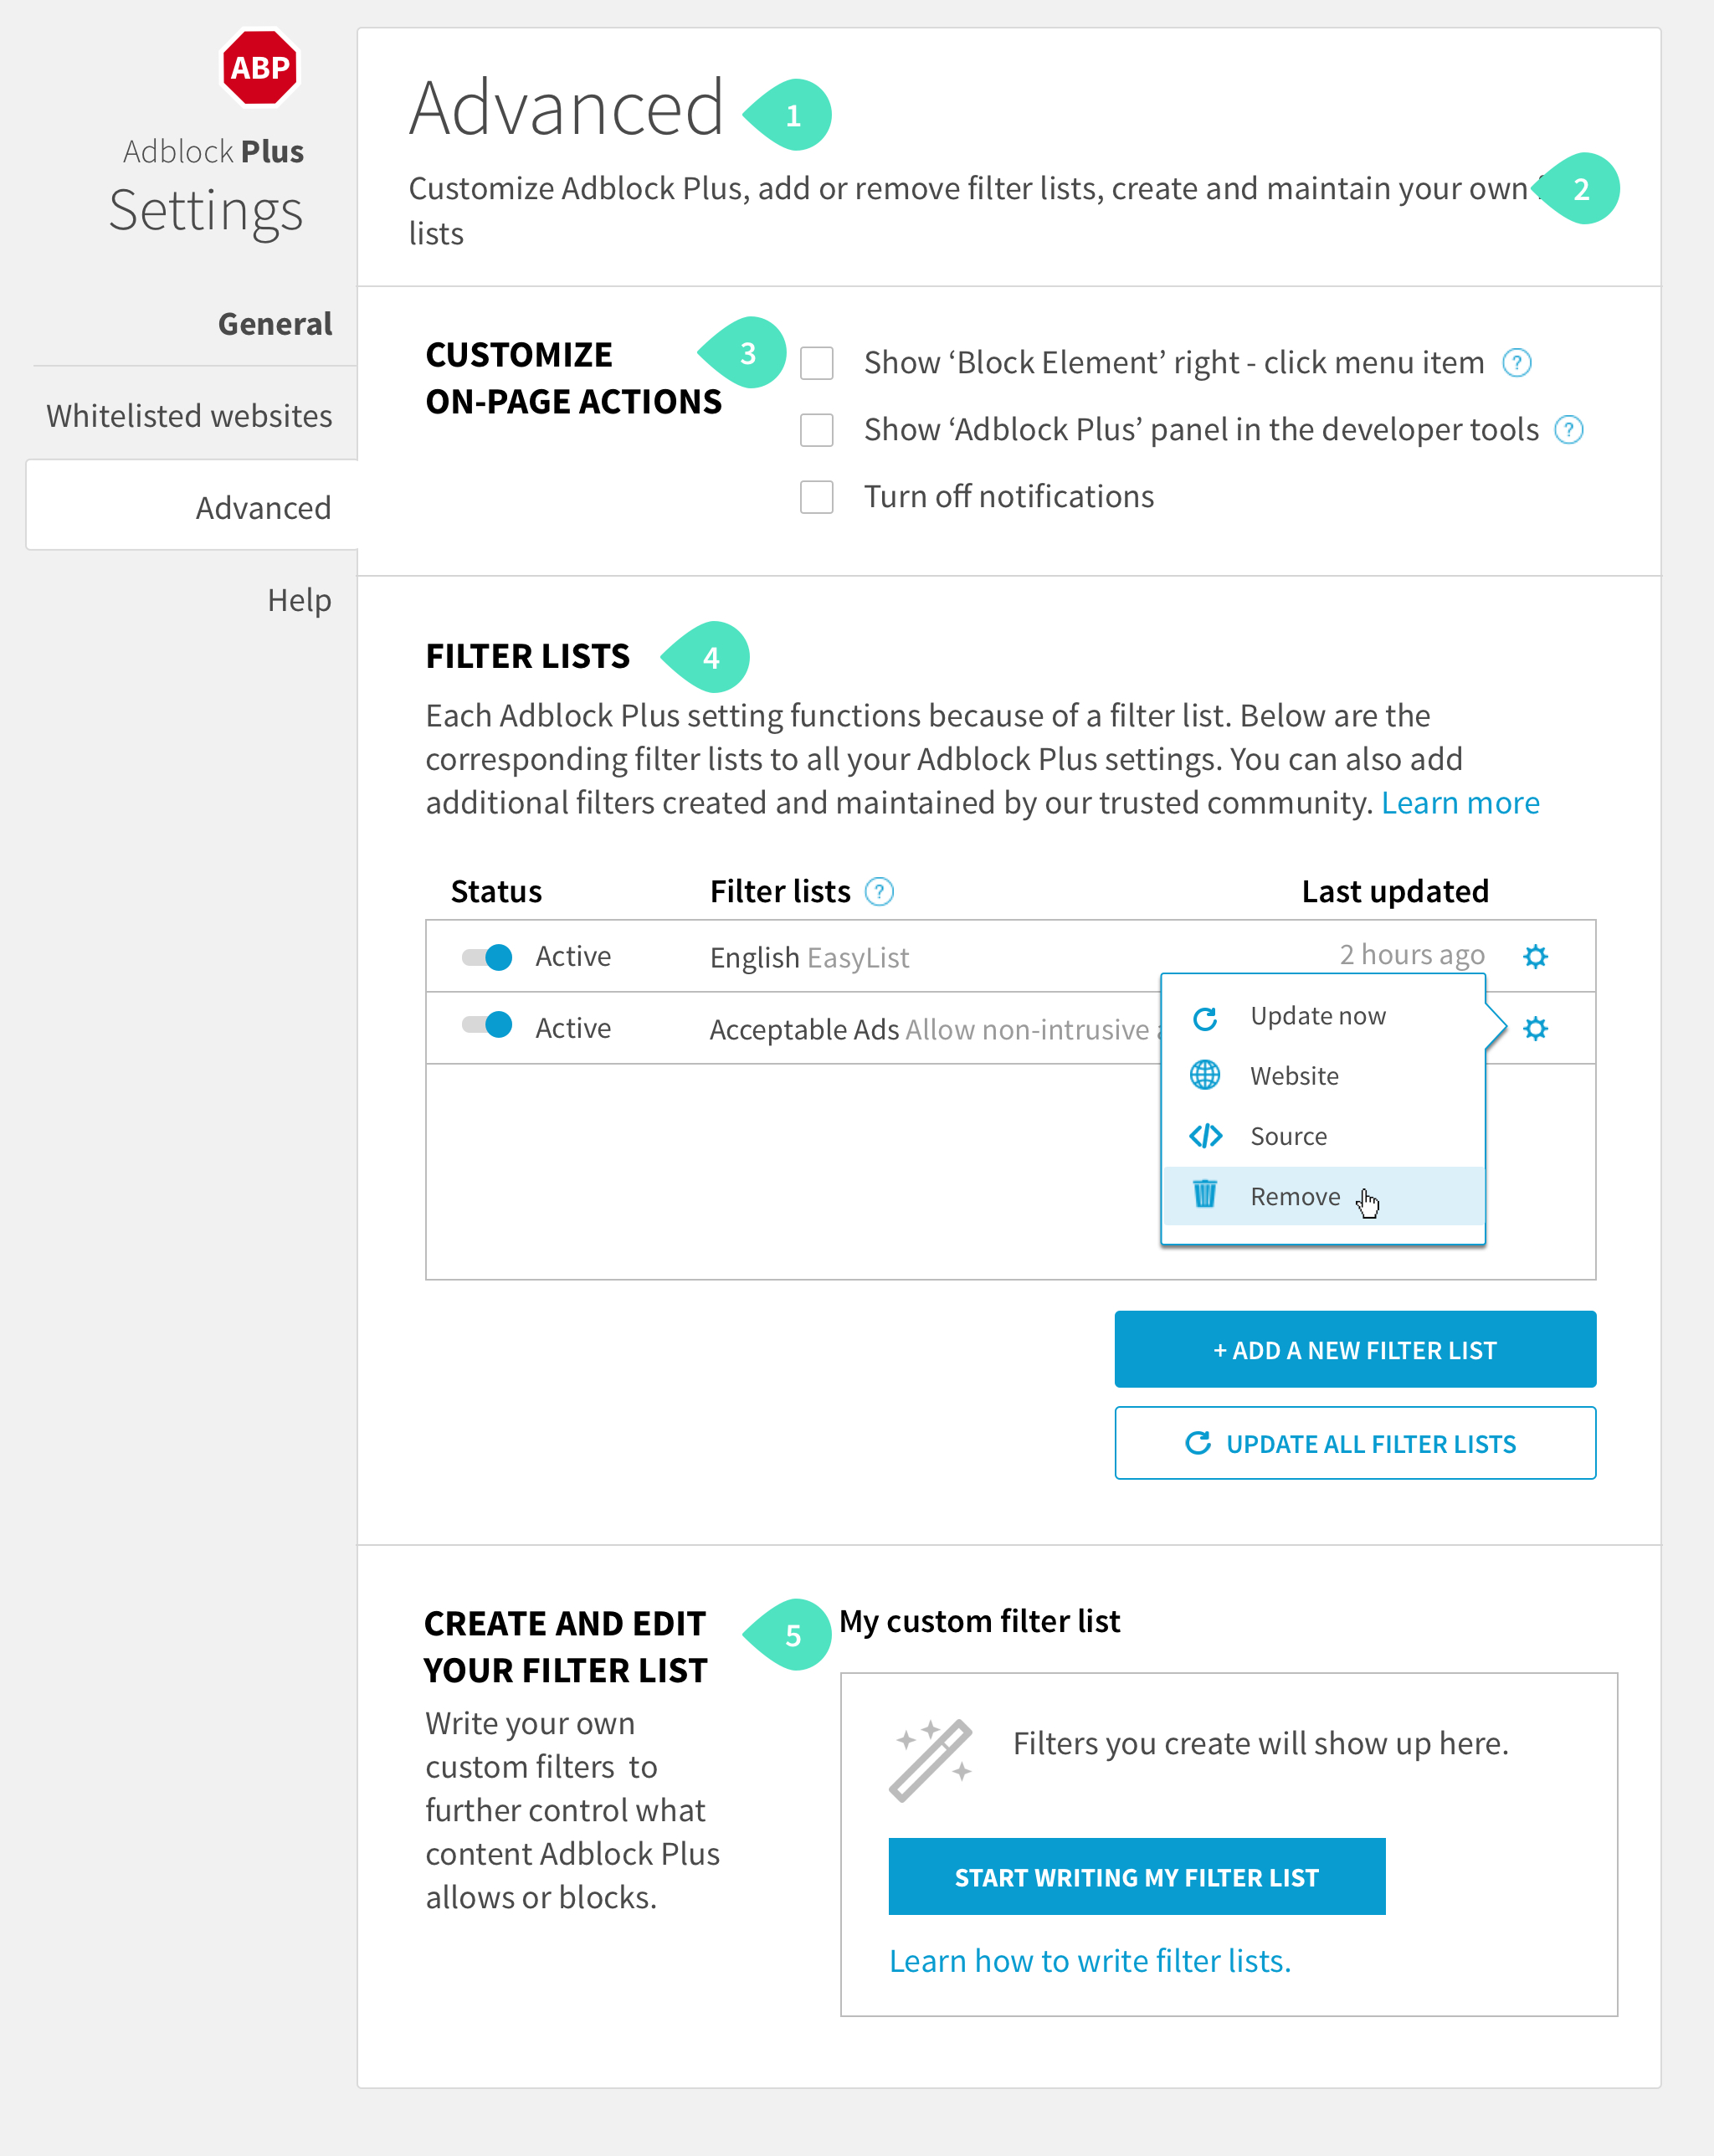 ABP
Adblock Plus
Settings
General
Whitelisted websites
Advanced
Help
Advanced
1
Customize Adblock Plus, add or remove filter lists, create and maintain your own
2
lists
CUSTOMIZE
ON-PAGE ACTIONS
3
Show ‘Block Element’ right - click menu item ?
Show ‘Adblock Plus’ panel in the developer tools ?
Turn off notifications
FILTER LISTS
4
Each Adblock Plus setting functions because of a filter list. Below are the
corresponding filter lists to all your Adblock Plus settings. You can also add
additional filters created and maintained by our trusted community. Learn more
Status Filter lists ? Last updated
Active English EasyList 2 hours ago
Active Acceptable Ads Allow non-intrusive
Update now
Website
Source
Remove
+ ADD A NEW FILTER LIST
UPDATE ALL FILTER LISTS
CREATE AND EDIT
YOUR FILTER LIST
5
Write your own
custom filters  to
further control what
content Adblock Plus
allows or blocks.
My custom filter list
Filters you create will show up here.
START WRITING MY FILTER LIST
Learn how to write filter lists.